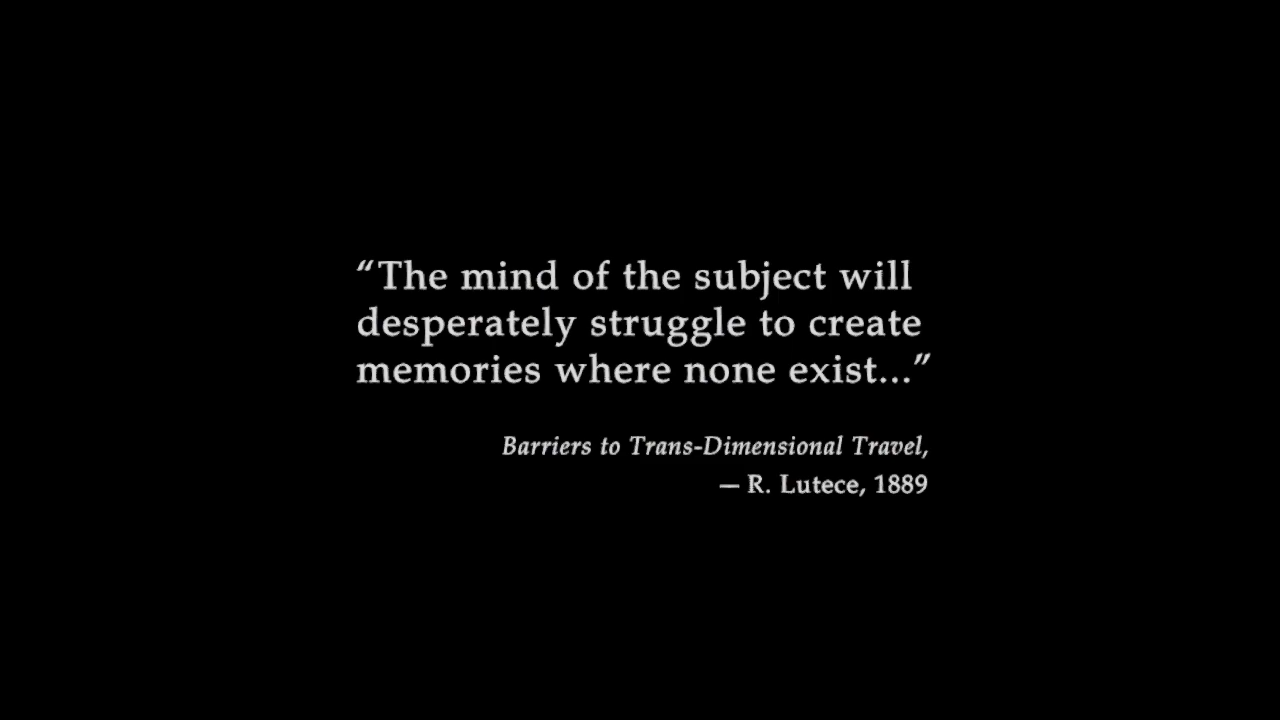 “The mind of the subject will
desperately struggle to create
memories where none exist...”
Barriers to Trans-Dimensional Travel,
— R. Lutece, 1889